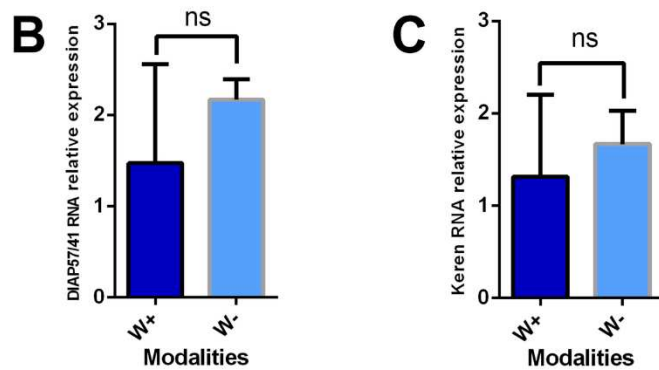 B
DIAP57/41 RNA relative expression
3
2
1
0
ns
W+
W-
Modalities
C
Keren RNA relative expression
3
2
1
0
ns
W+
W-
Modalities